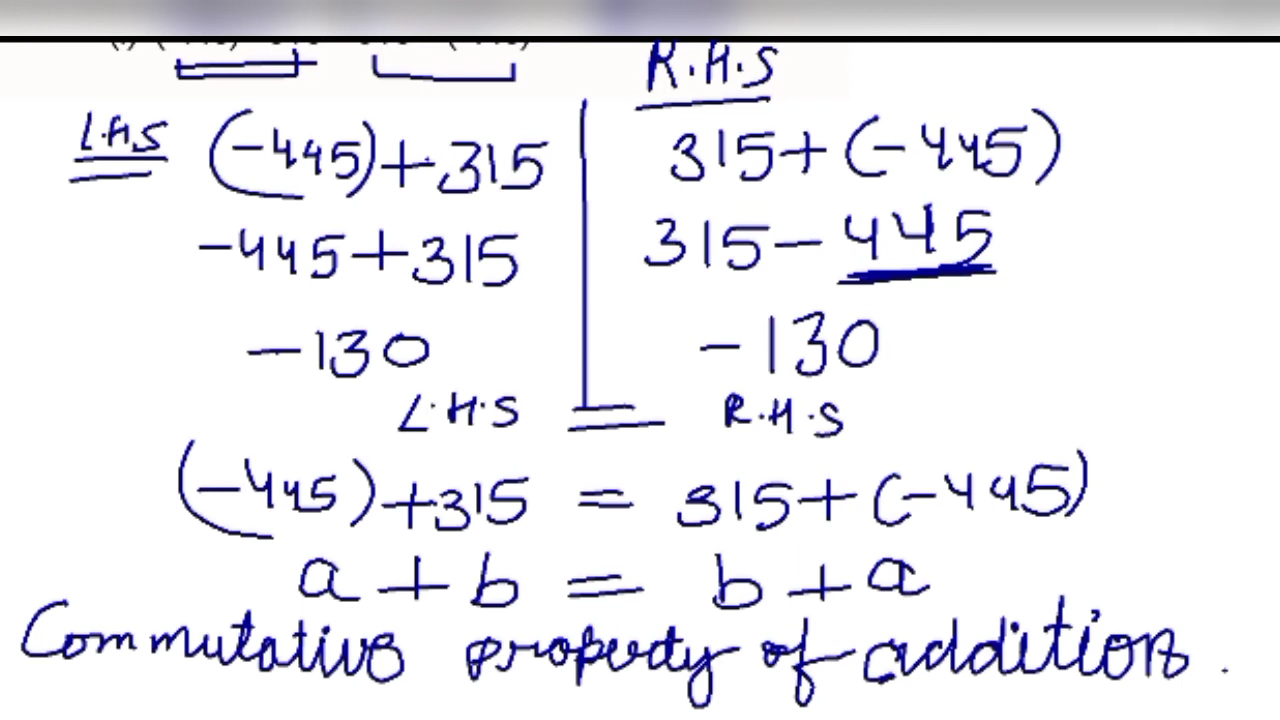 R.H.S
L.H.S (-445)+315
315+(-445)
-445+315
315-445
-130
-130
L.H.S = R.H.S
(-445)+315 = 315+(-445)
a+b = b+a
Commutative property of addition.